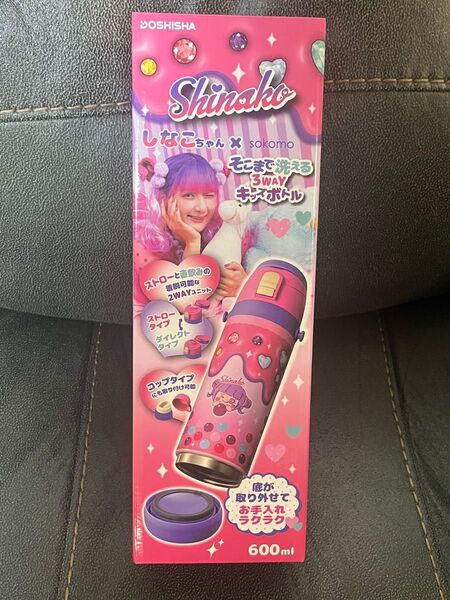 DOSHISHA
Shinako
しなこちゃん × sokomo
そこまで洗える
3WAY
キッズボトル
ストローと直飲みの
着脱可能な
2WAYユニット
ストロー
タイプ
ダイレクト
タイプ
コップタイプ
にも取り付け可能
Shinako
底が
取り外せて
お手入れ
ラクラク
600ml